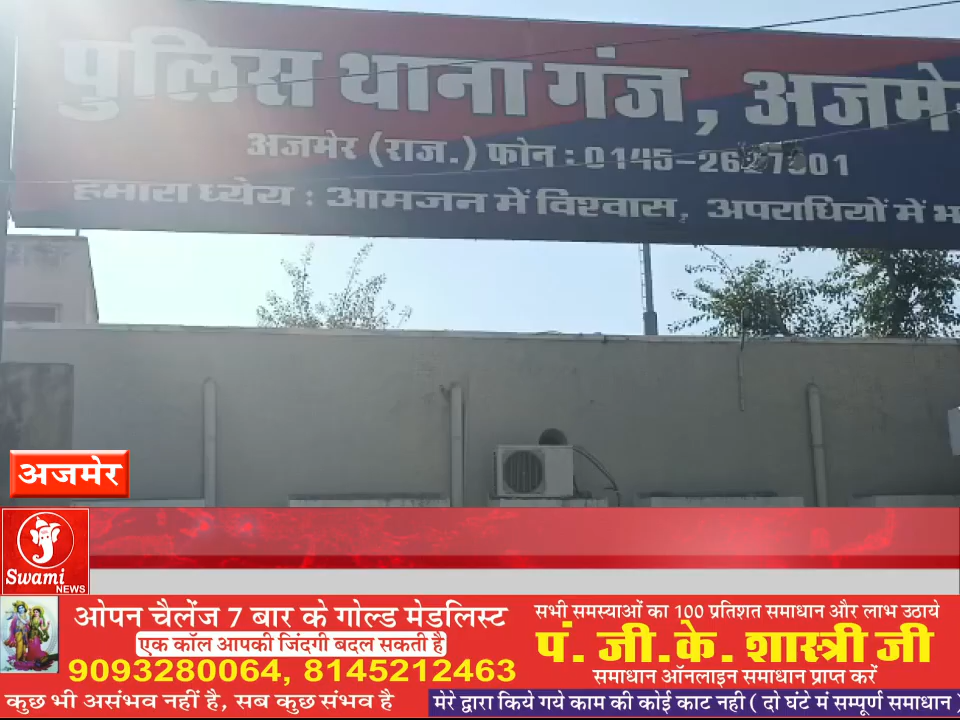 पुलिस थाना गंज, अजमे
अजमेर (राज.) फोन : 0145-2627301
हमारा ध्येय : आमजन में विश्वास, अपराधियों में भ
अजमेर
Swami
NEWS
ओपन चैलेंज 7 बार के गोल्ड मेडलिस्ट
एक कॉल आपकी जिंदगी बदल सकती है
9093280064, 8145212463
कुछ भी असंभव नहीं है, सब कुछ संभव है
सभी समस्याओं का 100 प्रतिशत समाधान और लाभ उठाये
पं. जी.के. शास्त्री जी
समाधान ऑनलाइन समाधान प्राप्त करें
मेरे द्वारा किये गये काम की कोई काट नही ( दो घंटे मं सम्पूर्ण समाधान )